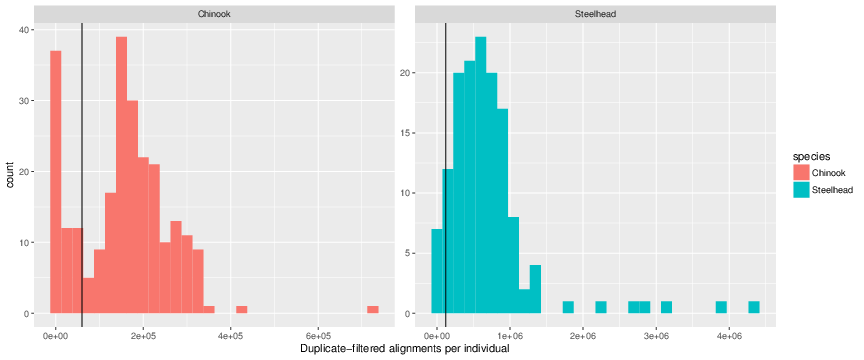 Chinook
Steelhead
count
40
30
20
10
0
20
15
10
5
0
0e+00
2e+05
4e+05
6e+05
0e+00
1e+06
2e+06
3e+06
4e+06
Duplicate−filtered alignments per individual
species
Chinook
Steelhead